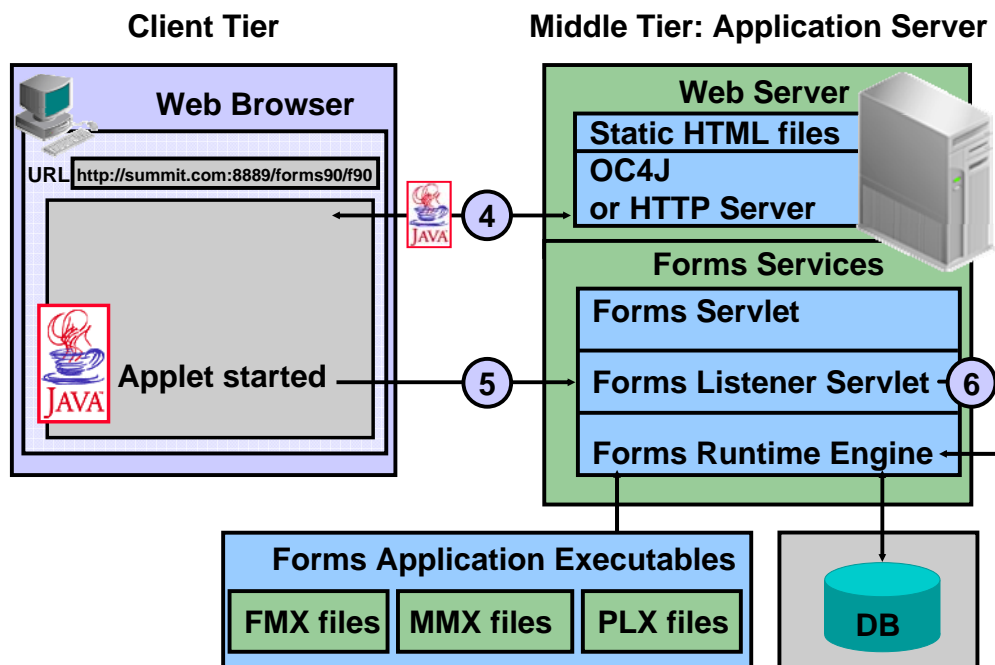 Client Tier
Middle Tier: Application Server
Web Browser
URL
http://summit.com:8889/forms90/f90
JAVA
4
Applet started
JAVA
5
Web Server
Static HTML files
OC4J
or HTTP Server
Forms Services
Forms Servlet
Forms Listener Servlet
6
Forms Runtime Engine
Forms Application Executables
FMX files
MMX files
PLX files
DB